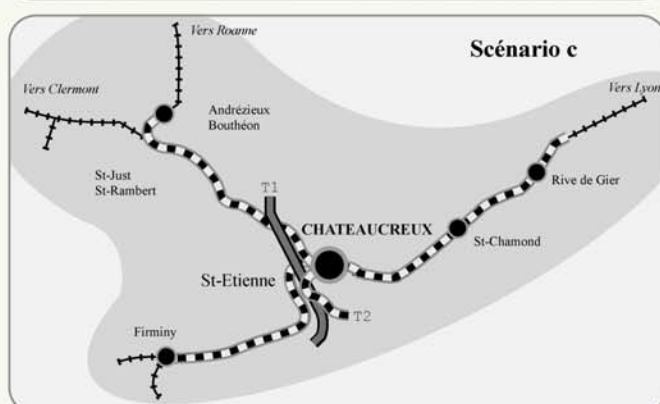 Vers Roanne
Scénario c
Vers Clermont
Vers Lyon
Andrézieux
Bouthéon
St-Just
St-Rambert
T1
Rive de Gier
CHATEAUCREUX
St-Chamond
St-Etienne
T2
Firminy